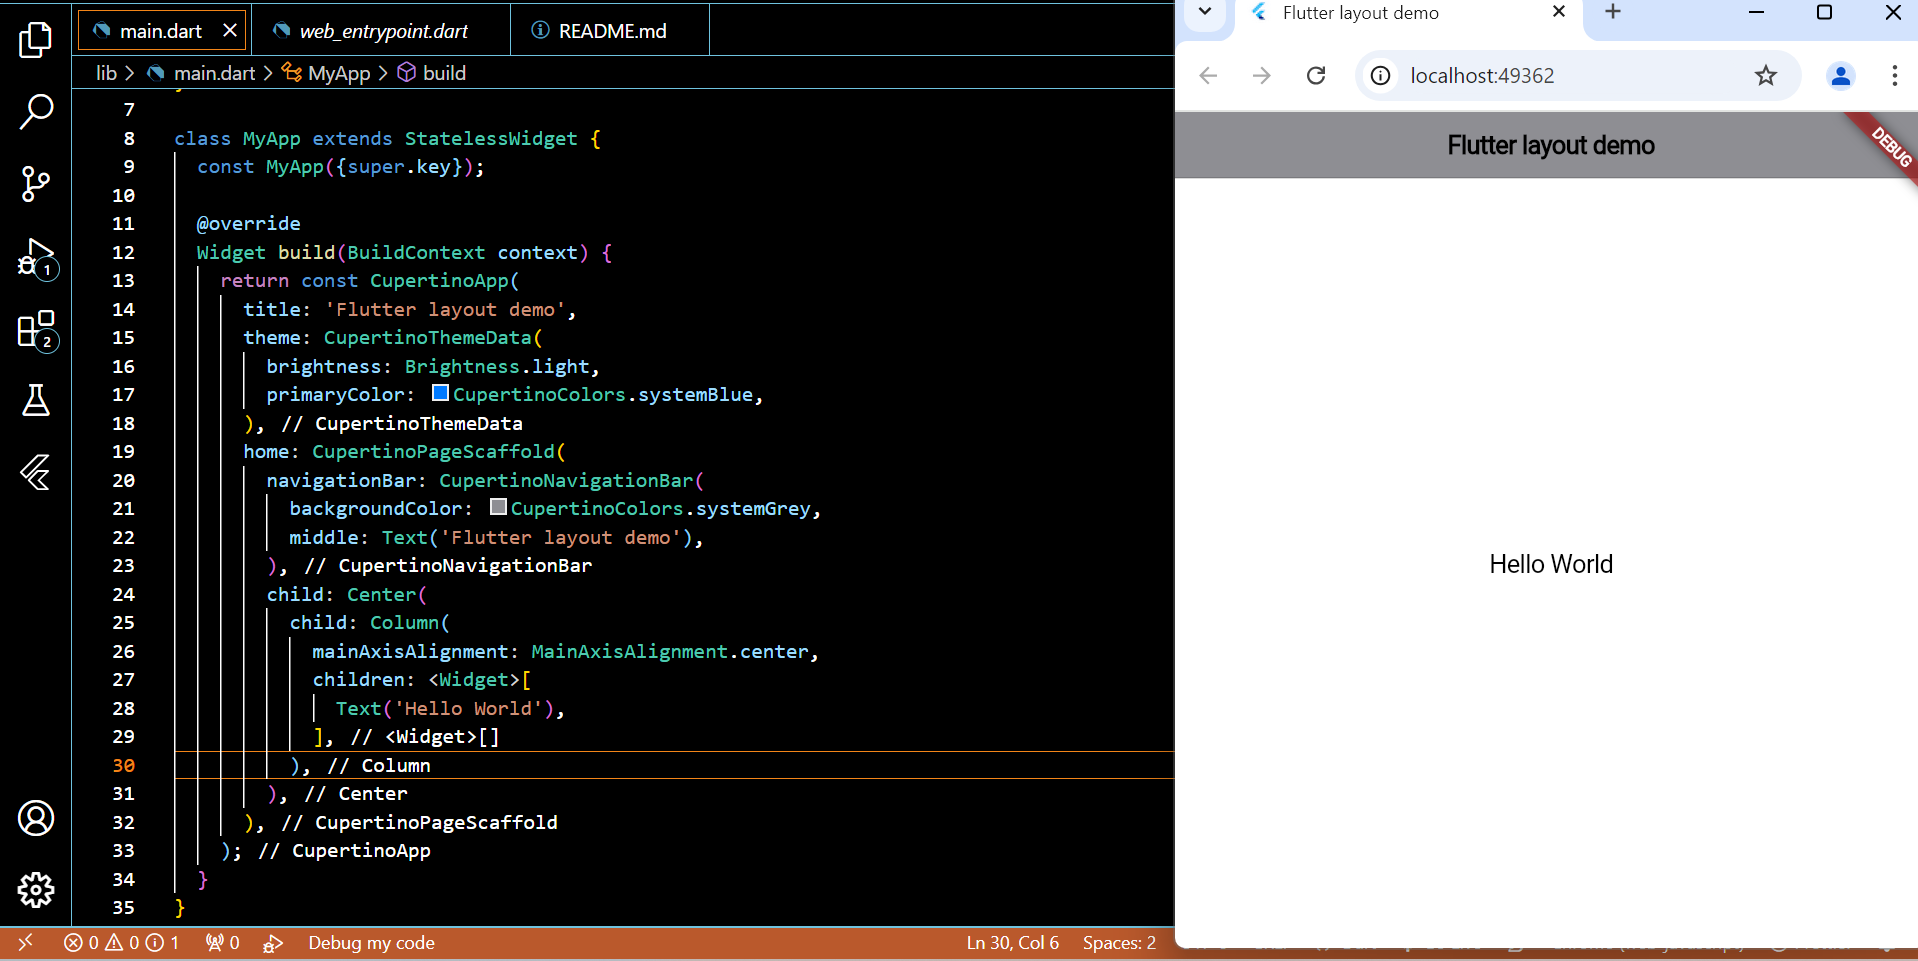 main.dart
web_entrypoint.dart
README.md
lib > main.dart > MyApp > build
7
8 class MyApp extends StatelessWidget {
9 const MyApp({super.key});
10
11 @override
12 Widget build(BuildContext context) {
13 return const CupertinoApp(
14 title: 'Flutter layout demo',
15 theme: CupertinoThemeData(
16 brightness: Brightness.light,
17 primaryColor: CupertinoColors.systemBlue,
18 ), // CupertinoThemeData
19 home: CupertinoPageScaffold(
20 navigationBar: CupertinoNavigationBar(
21 backgroundColor: CupertinoColors.systemGrey,
22 middle: Text('Flutter layout demo'),
23 ), // CupertinoNavigationBar
24 child: Center(
25 child: Column(
26 mainAxisAlignment: MainAxisAlignment.center,
27 children: <Widget>[
28 Text('Hello World'),
29 ], // <Widget>[]
30 ), // Column
31 ), // Center
32 ), // CupertinoPageScaffold
33 ); // CupertinoApp
34 }
35 }
1
2
0 0 1 0 Debug my code Ln 30, Col 6 Spaces: 2
Flutter layout demo
localhost:49362
Flutter layout demo
DEBUG
Hello World